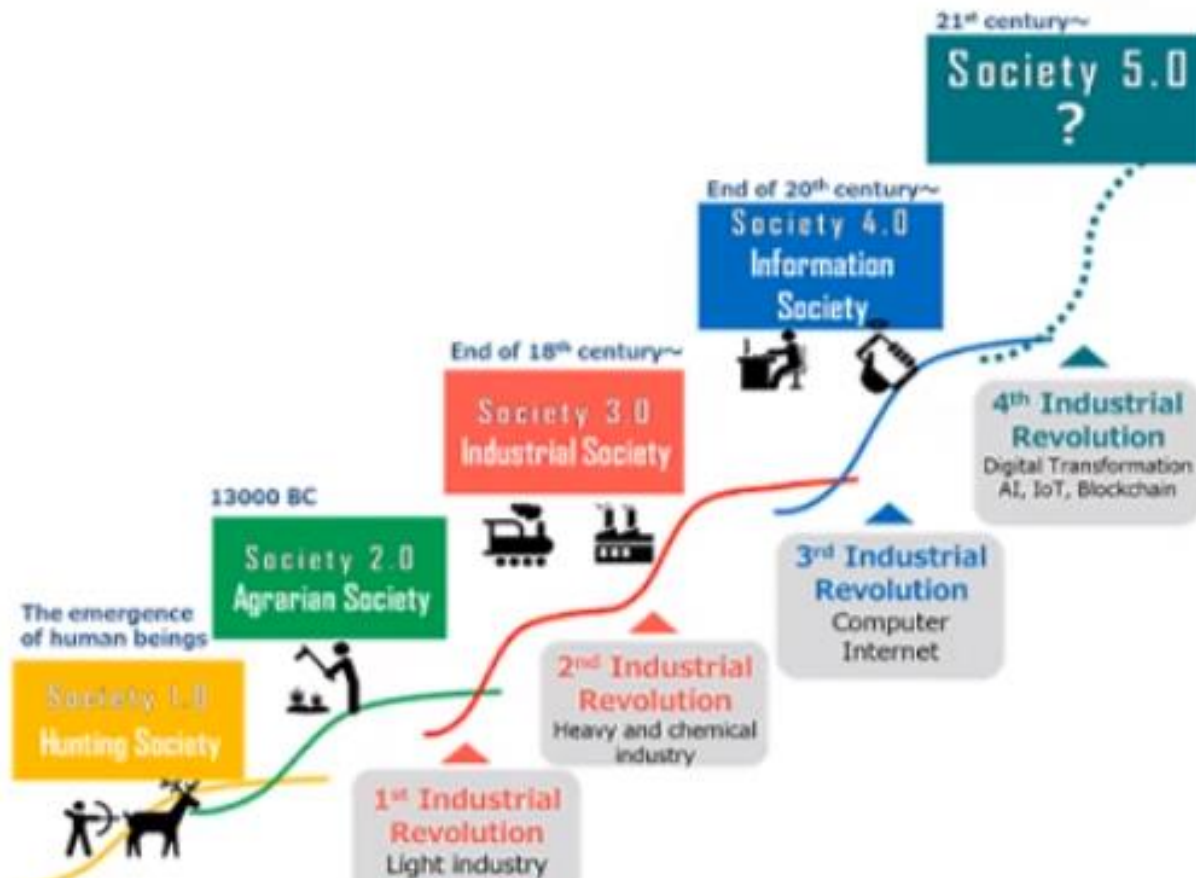 21st century~
Society 5.0
?
End of 20th century~
Society 4.0
Information
Society
End of 18th century~
Society 3.0
Industrial Society
4th Industrial
Revolution
Digital Transformation
AI, IoT, Blockchain
13000 BC
Society 2.0
Agrarian Society
3rd Industrial
Revolution
Computer
Internet
The emergence
of human beings
Society 1.0
Hunting Society
2nd Industrial
Revolution
Heavy and chemical
industry
1st Industrial
Revolution
Light industry